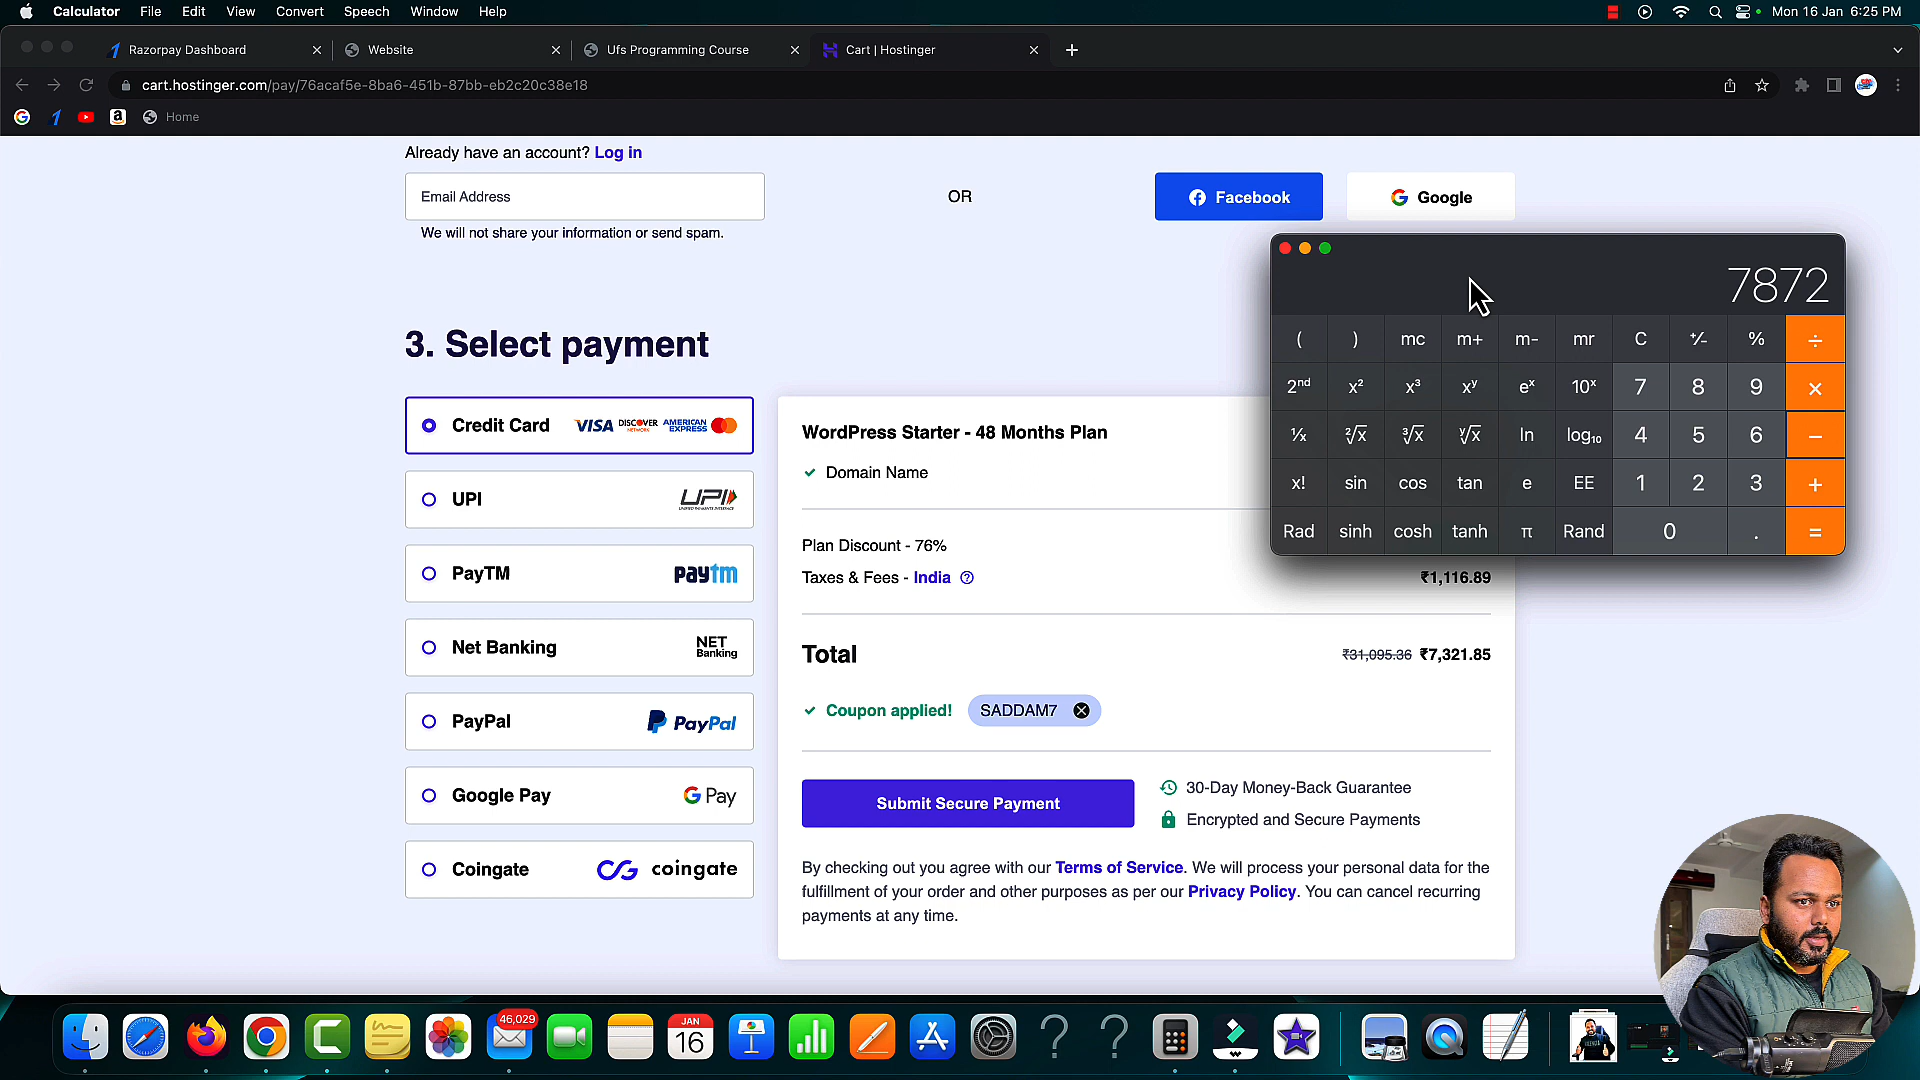 Calculator File Edit View Convert Speech Window Help Mon 16 Jan 6:25 PM
Razorpay Dashboard Website Ufs Programming Course Cart | Hostinger
cart.hostinger.com/pay/76acaf5e-8ba6-451b-87bb-eb2c20c38e18
Home
Already have an account? Log in
Email Address OR Facebook Google
We will not share your information or send spam.
7872
( ) mc m+ m- mr C +⁄- % ÷
2nd x² x³ xʸ eˣ 10ˣ 7 8 9 ×
1⁄x ²√x ³√x ʸ√x ln log₁₀ 4 5 6 −
x! sin cos tan e EE 1 2 3 +
Rad sinh cosh tanh π Rand 0 . =
3. Select payment
Credit Card VISA DISCOVER NETWORK AMERICAN EXPRESS
UPI UPI UNIFIED PAYMENTS INTERFACE
PayTM paytm
Net Banking NET Banking
PayPal PayPal
Google Pay G Pay
Coingate coingate
WordPress Starter - 48 Months Plan
Domain Name
Plan Discount - 76%
Taxes & Fees - India ₹1,116.89
Total ₹31,095.36 ₹7,321.85
Coupon applied! SADDAM7
Submit Secure Payment
30-Day Money-Back Guarantee
Encrypted and Secure Payments
By checking out you agree with our Terms of Service. We will process your personal data for the
fulfillment of your order and other purposes as per our Privacy Policy. You can cancel recurring
payments at any time.
46,029
JAN
16